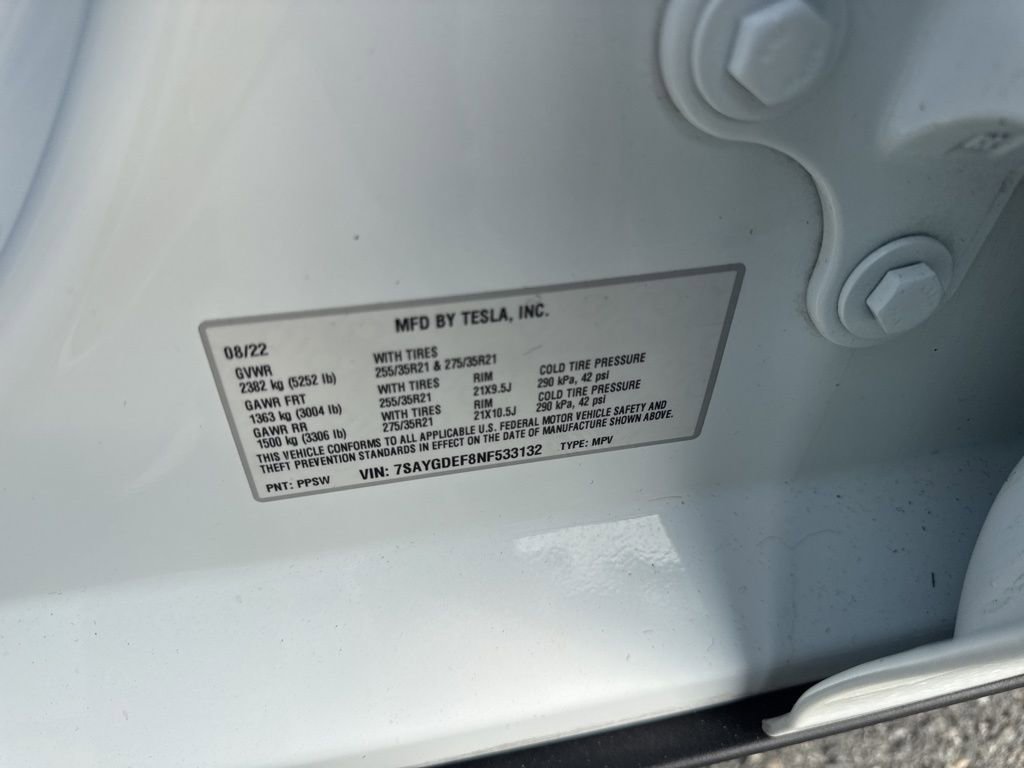 MFD BY TESLA, INC.
08/22
GVWR
2382 kg (5252 lb)
WITH TIRES
255/35R21 & 275/35R21
GAWR FRT
1363 kg (3004 lb)
WITH TIRES
255/35R21
RIM
21X9.5J
COLD TIRE PRESSURE
290 kPa, 42 psi
GAWR RR
1500 kg (3306 lb)
WITH TIRES
275/35R21
RIM
21X10.5J
COLD TIRE PRESSURE
290 kPa, 42 psi
THIS VEHICLE CONFORMS TO ALL APPLICABLE U.S. FEDERAL MOTOR VEHICLE SAFETY AND
THEFT PREVENTION STANDARDS IN EFFECT ON THE DATE OF MANUFACTURE SHOWN ABOVE.
PNT: PPSW VIN: 7SAYGDEF8NF533132 TYPE: MPV